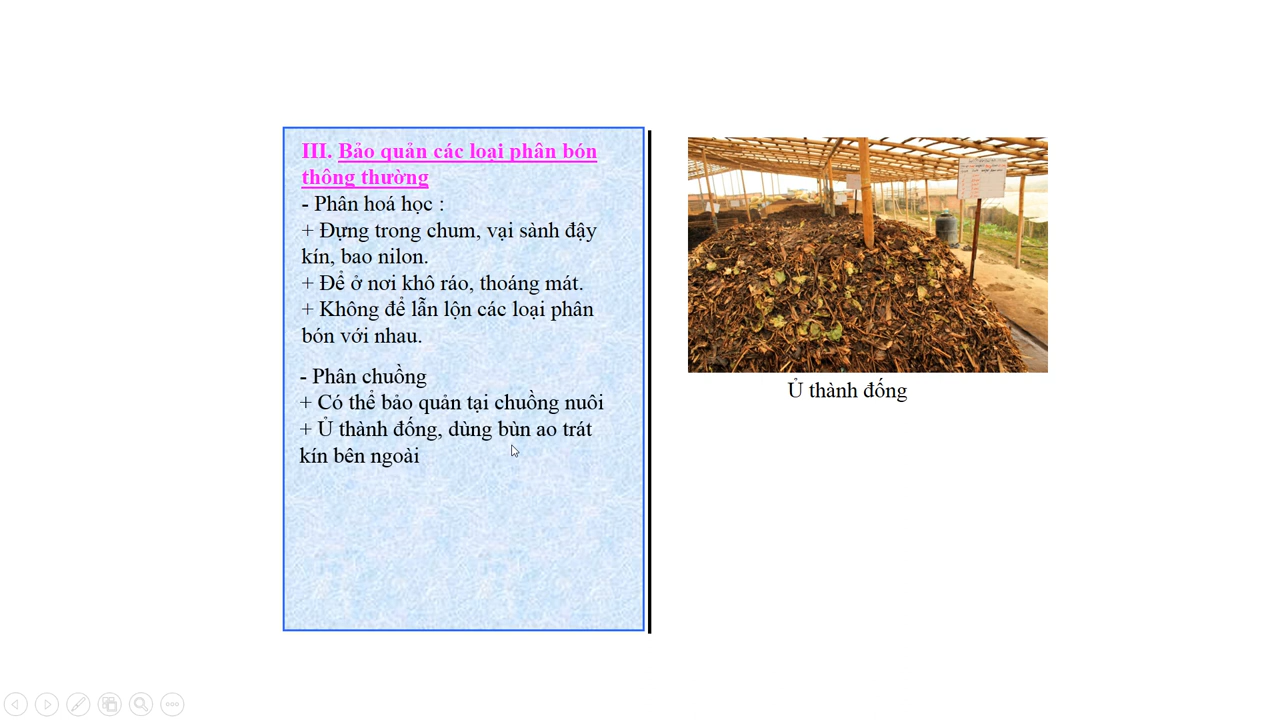 III. Bảo quản các loại phân bón
thông thường
- Phân hoá học :
+ Đựng trong chum, vại sành đậy
kín, bao nilon.
+ Để ở nơi khô ráo, thoáng mát.
+ Không để lẫn lộn các loại phân
bón với nhau.
- Phân chuồng
+ Có thể bảo quản tại chuồng nuôi
+ Ủ thành đống, dùng bùn ao trát
kín bên ngoài
Ủ thành đống